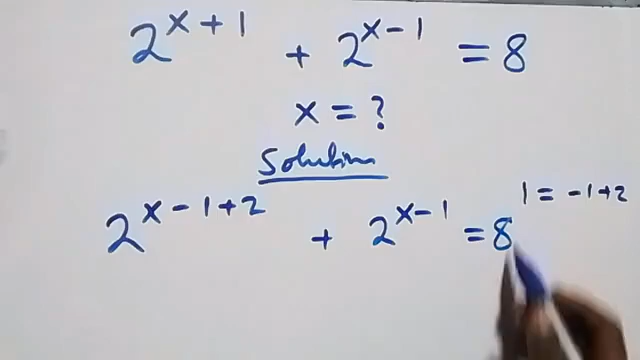 2^{x+1} + 2^{x-1} = 8
x = ?
Solution
1 = -1+2
2^{x-1+2} + 2^{x-1} = 8